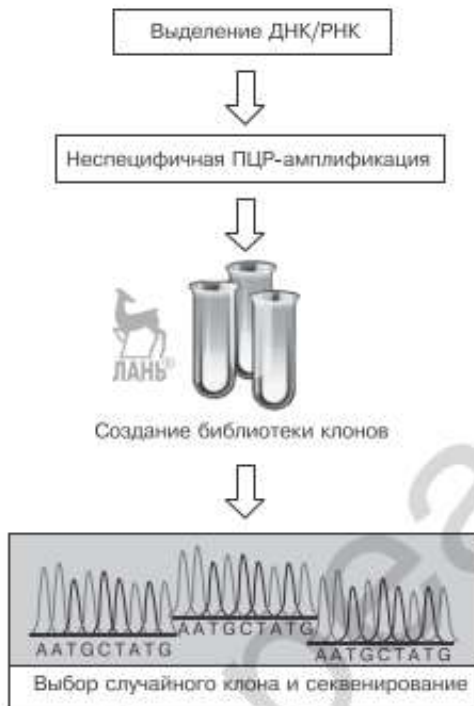 Выделение ДНК/РНК
Неспецифичная ПЦР-амплификация
ЛАНЬ®
Создание библиотеки клонов
AATGCTATG
AATGCTATG
AATGCTATG
Выбор случайного клона и секвенирование